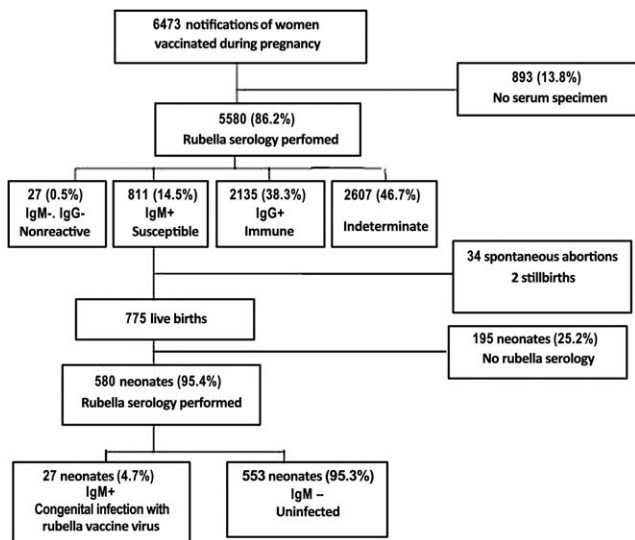 6473 notifications of women
vaccinated during pregnancy
893 (13.8%)
No serum specimen
5580 (86.2%)
Rubella serology perfomed
27 (0.5%)
IgM-. IgG-
Nonreactive
811 (14.5%)
IgM+
Susceptible
2135 (38.3%)
IgG+
Immune
2607 (46.7%)
Indeterminate
34 spontaneous abortions
2 stillbirths
775 live births
195 neonates (25.2%)
No rubella serology
580 neonates (95.4%)
Rubella serology performed
27 neonates (4.7%)
IgM+
Congenital infection with
rubella vaccine virus
553 neonates (95.3%)
IgM –
Uninfected